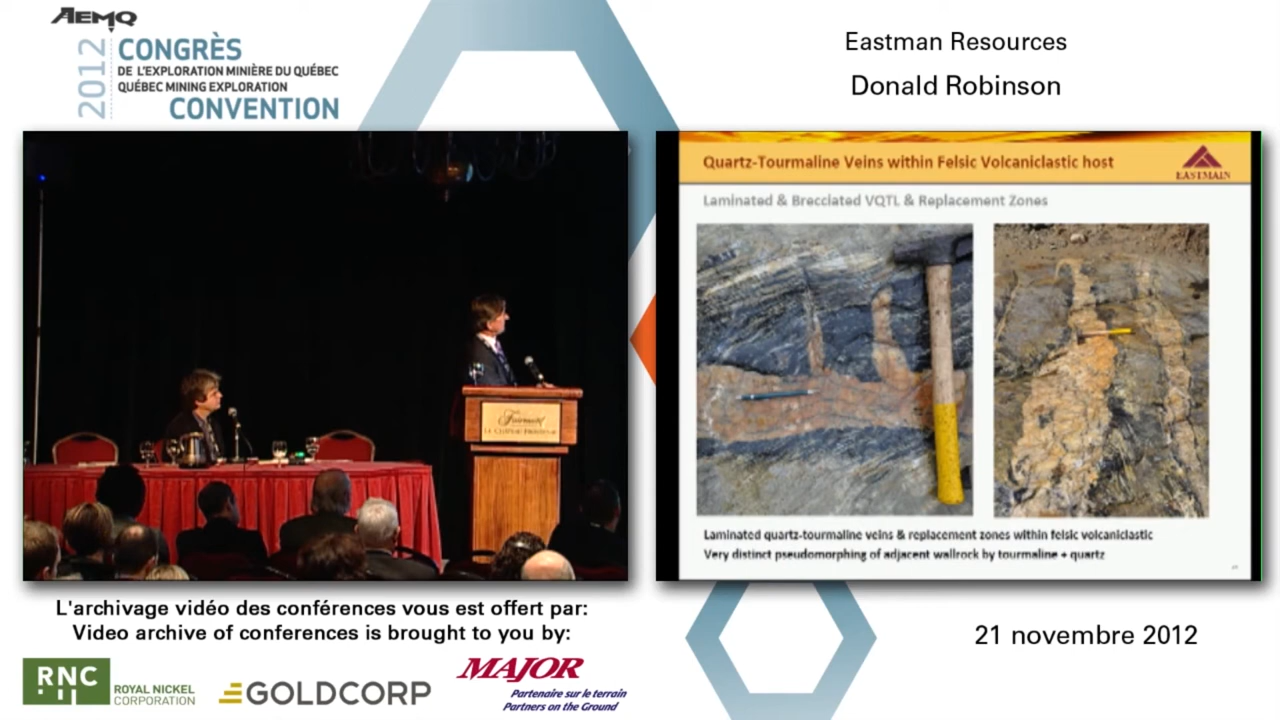 AEMQ
2012
CONGRÈS
DE L'EXPLORATION MINIÈRE DU QUÉBEC
QUÉBEC MINING EXPLORATION
CONVENTION
Eastman Resources
Donald Robinson
Fairmont
LE CHÂTEAU FRONTENAC
Quartz-Tourmaline Veins within Felsic Volcaniclastic host
EASTMAIN
Laminated & Brecciated VQTL & Replacement Zones
Laminated quartz-tourmaline veins & replacement zones within felsic volcaniclastic
Very distinct pseudomorphing of adjacent wallrock by tourmaline + quartz
L'archivage vidéo des conférences vous est offert par:
Video archive of conferences is brought to you by:
RNC
ROYAL NICKEL
CORPORATION
GOLDCORP
MAJOR
Partenaire sur le terrain
Partners on the Ground
21 novembre 2012